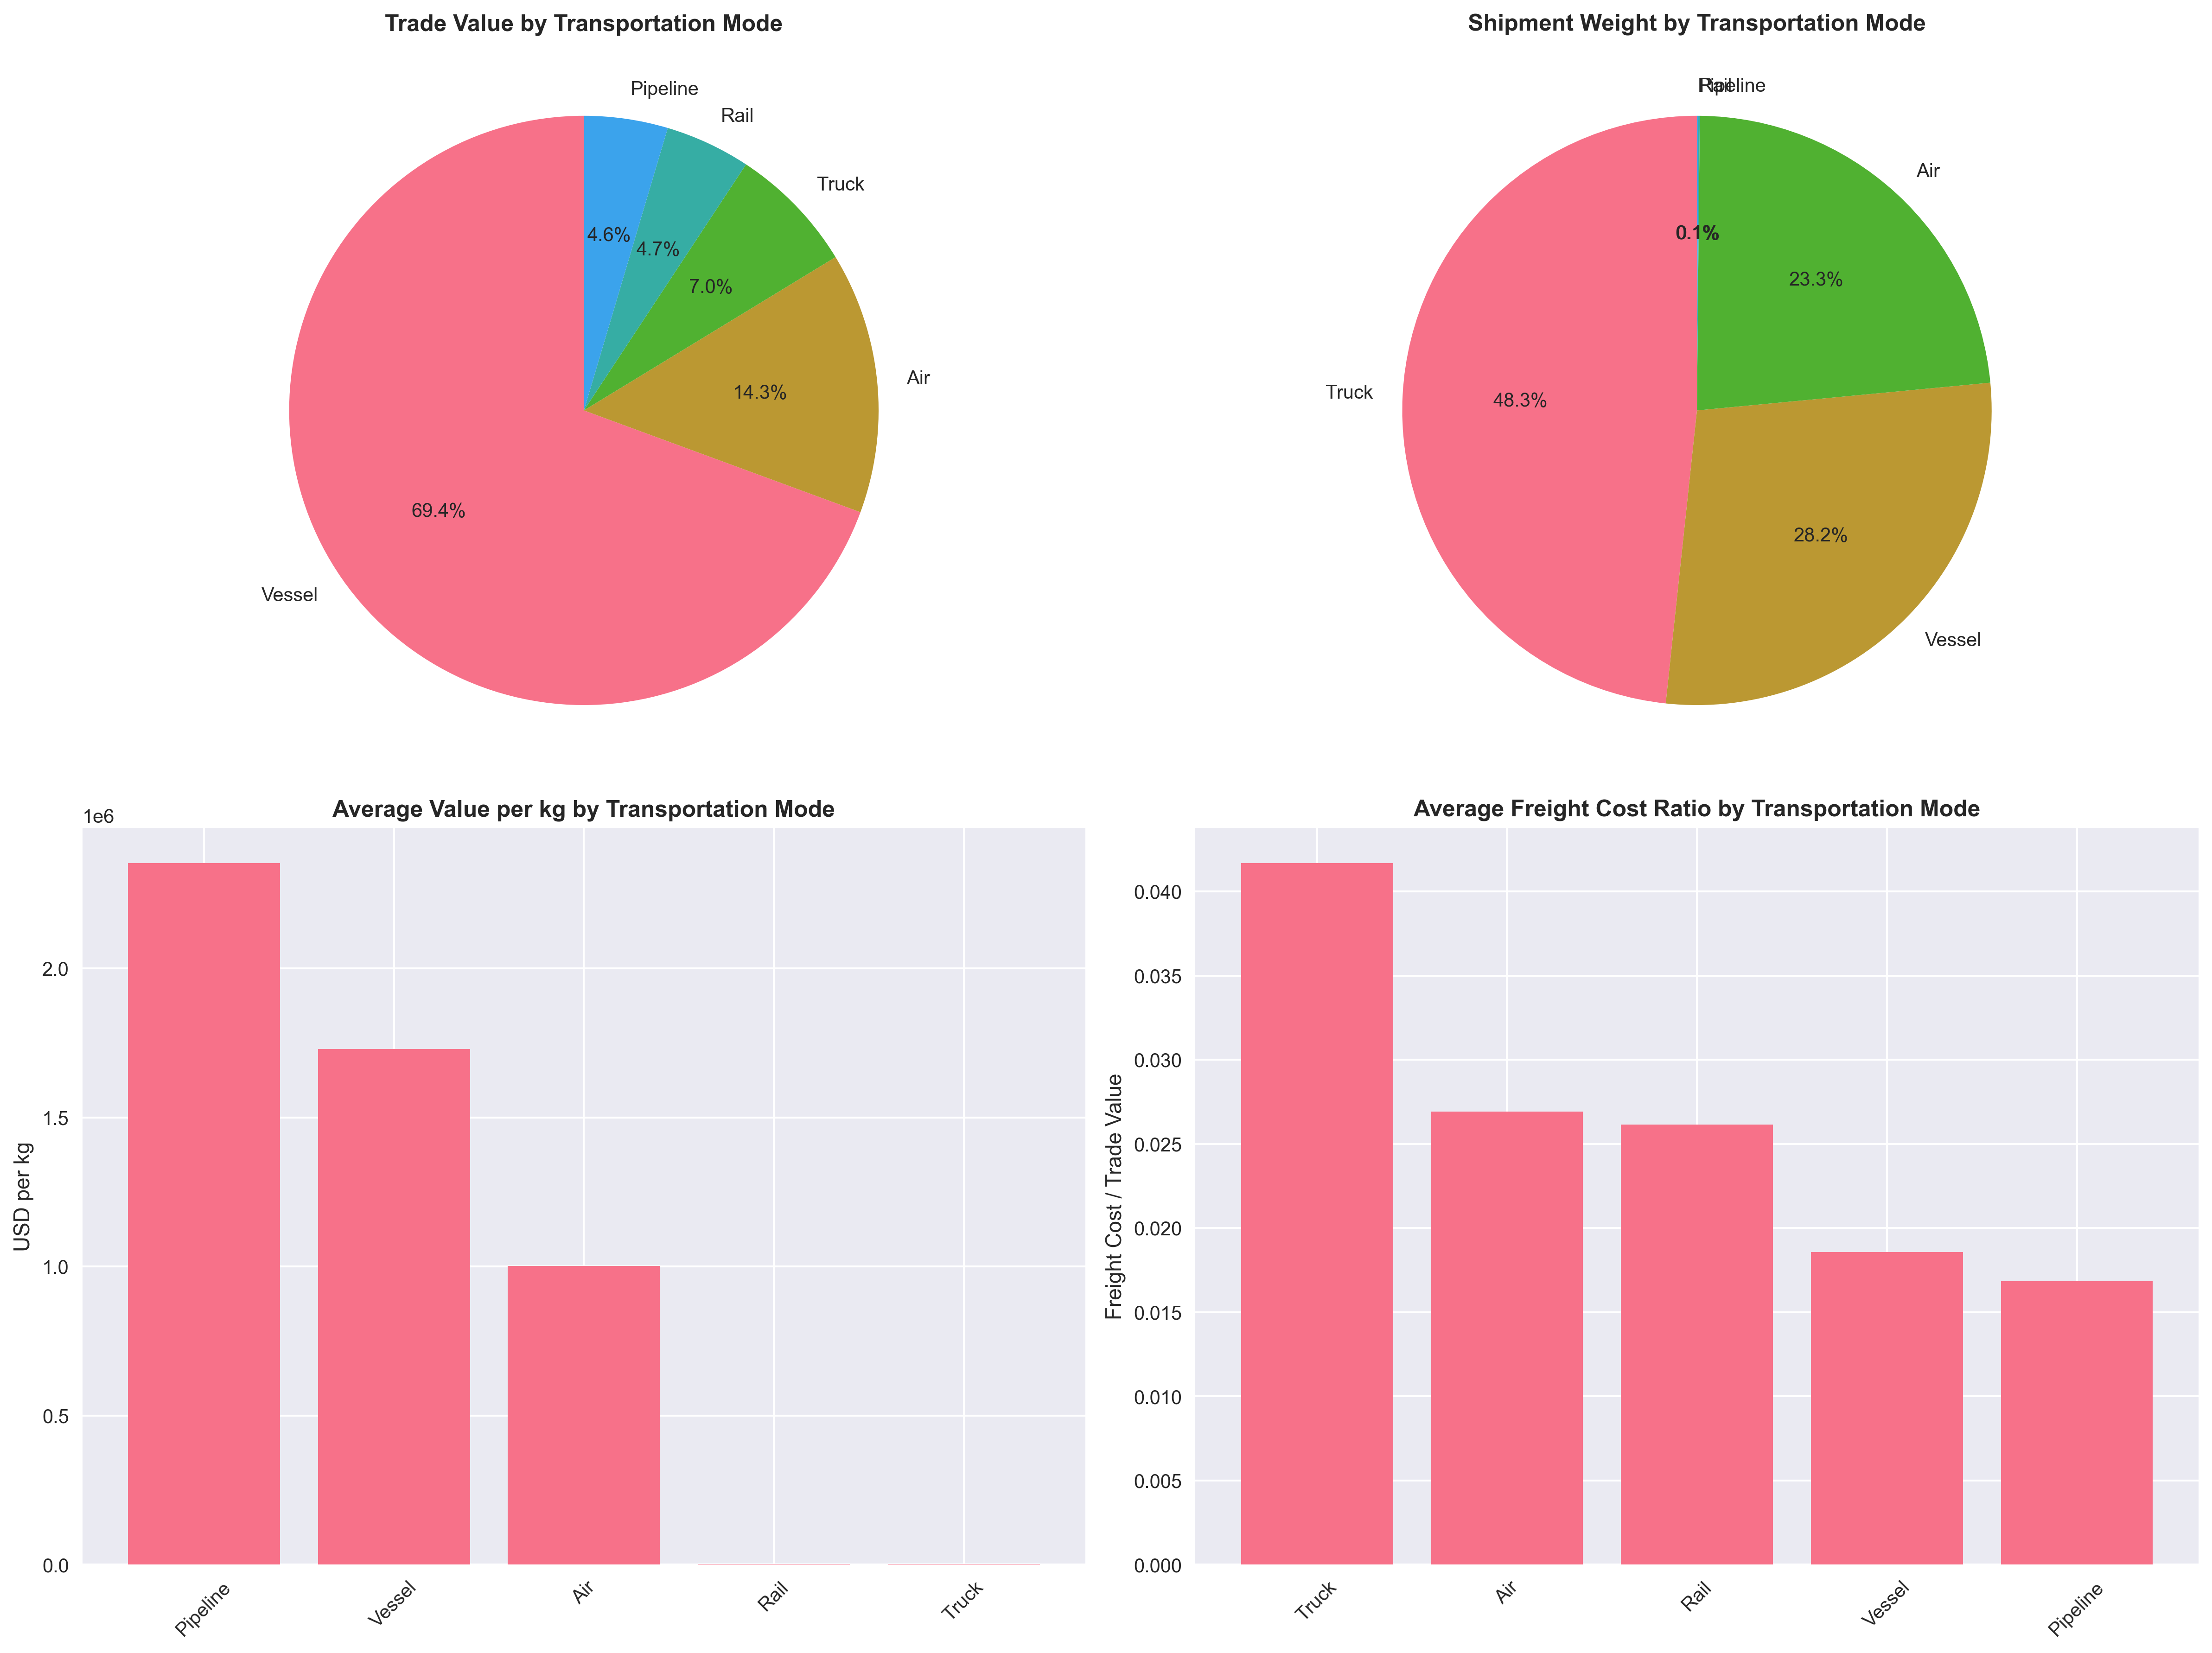 Trade Value by Transportation Mode
Pipeline
Rail
Truck
Air
Vessel
4.6%
4.7%
7.0%
14.3%
69.4%
Shipment Weight by Transportation Mode
Rail
Pipeline
Air
Truck
Vessel
0.1%
23.3%
48.3%
28.2%
Average Value per kg by Transportation Mode
1e6
USD per kg
2.0
1.5
1.0
0.5
0.0
Pipeline
Vessel
Air
Rail
Truck
Average Freight Cost Ratio by Transportation Mode
Freight Cost / Trade Value
0.040
0.035
0.030
0.025
0.020
0.015
0.010
0.005
0.000
Truck
Air
Rail
Vessel
Pipeline